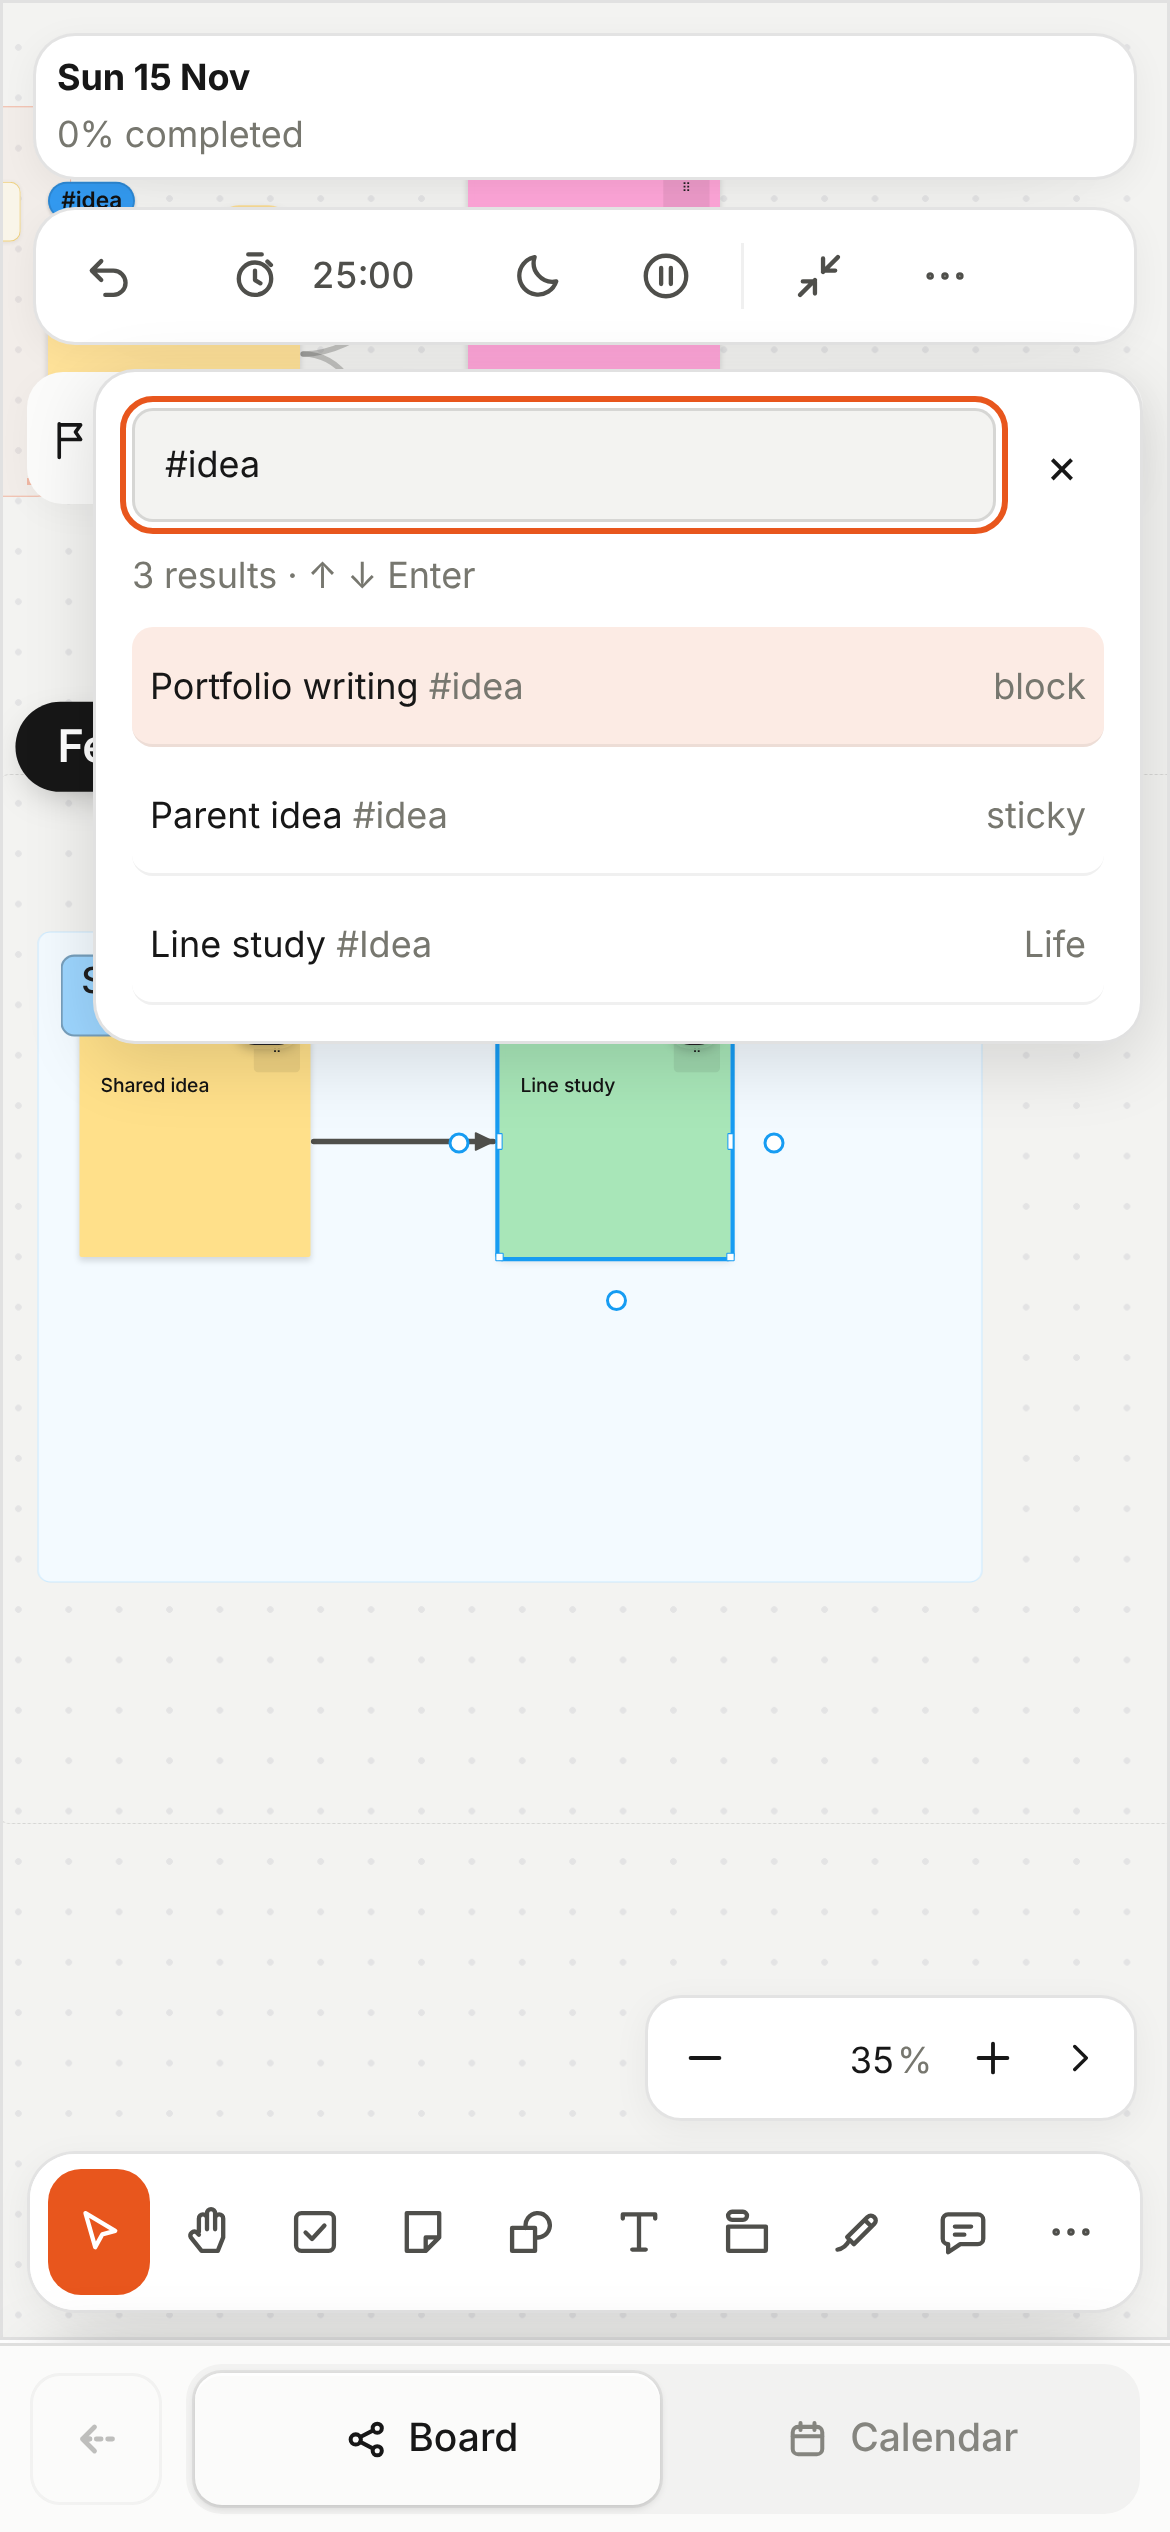 Sun 15 Nov
0% completed
#idea
25:00
#idea
3 results · ↑ ↓ Enter
Portfolio writing #idea block
Parent idea #idea sticky
Line study #Idea Life
Shared idea
Line study
35%
Board
Calendar